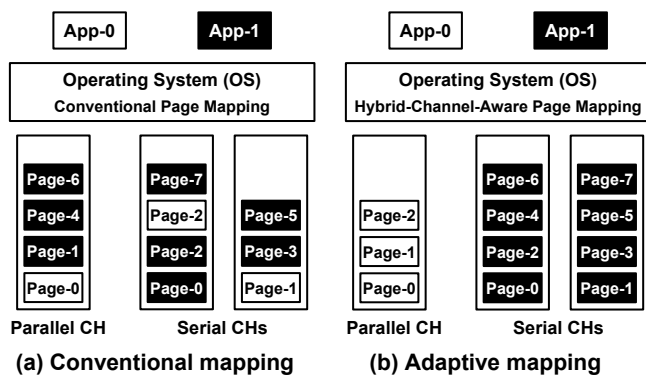 App-0
App-1
Operating System (OS)
Conventional Page Mapping
Page-6
Page-4
Page-1
Page-0
Page-7
Page-2
Page-2
Page-0
Page-5
Page-3
Page-1
Parallel CH
Serial CHs
(a) Conventional mapping
App-0
App-1
Operating System (OS)
Hybrid-Channel-Aware Page Mapping
Page-2
Page-1
Page-0
Page-6
Page-4
Page-2
Page-0
Page-7
Page-5
Page-3
Page-1
Parallel CH
Serial CHs
(b) Adaptive mapping